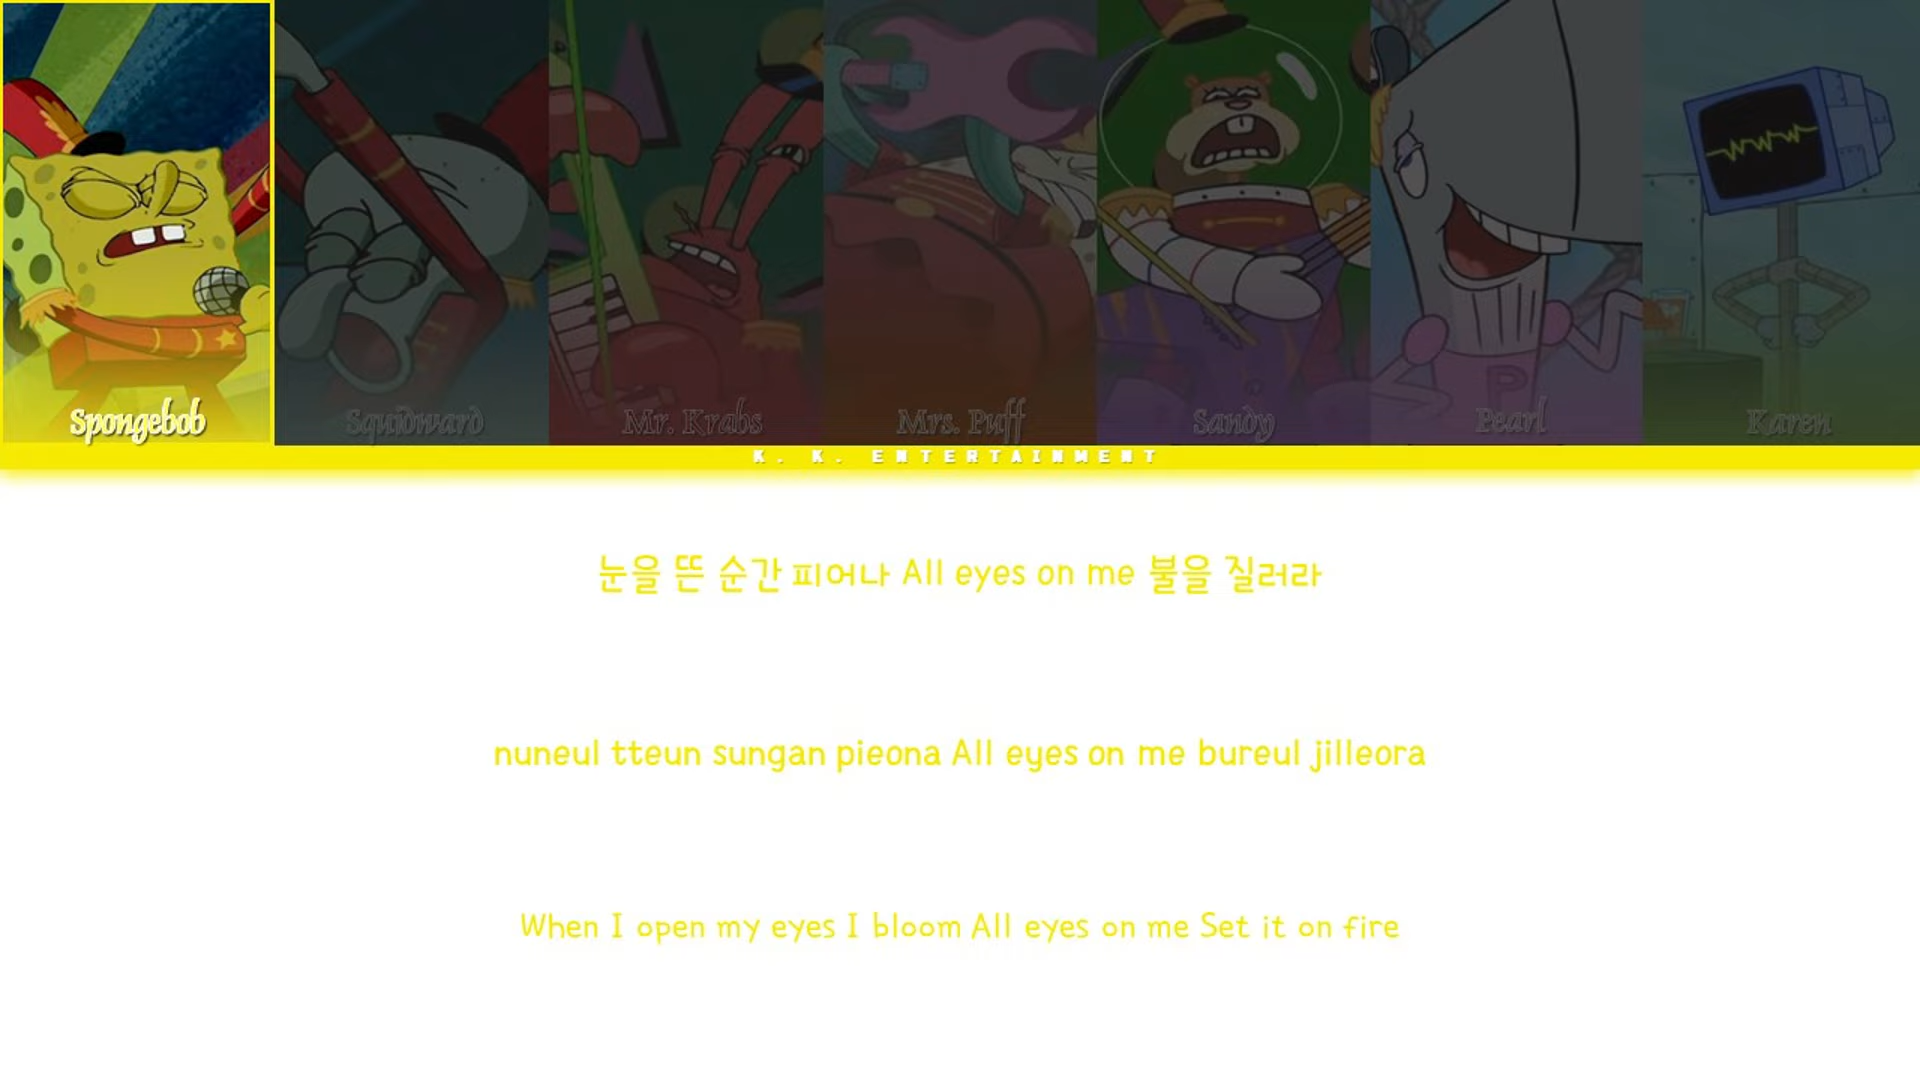 Spongebob
Squidward
Mr. Krabs
Mrs. Puff
Sandy
Pearl
Karen
P
K. K. ENTERTAINMENT
눈을 뜬 순간 피어나 All eyes on me 불을 질러라
nuneul tteun sungan pieona All eyes on me bureul jilleora
When I open my eyes I bloom All eyes on me Set it on fire